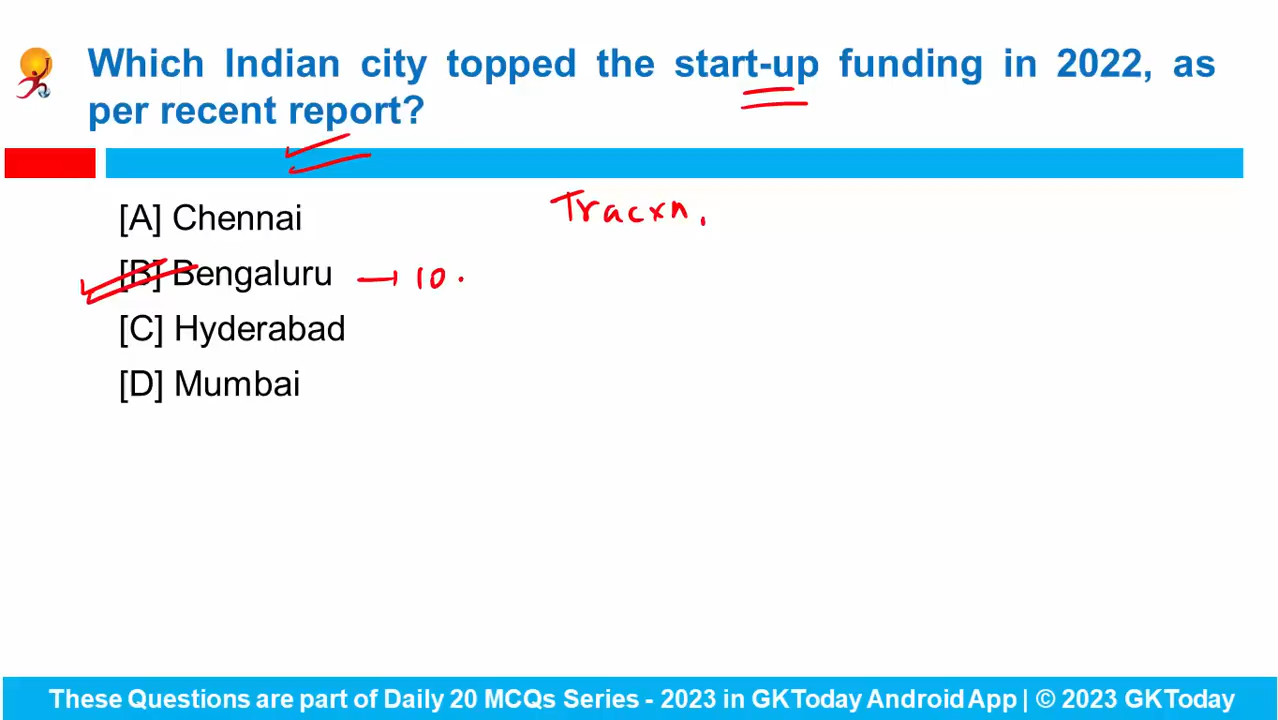 Which Indian city topped the start-up funding in 2022, as
per recent report?
[A] Chennai
Tracxn.
[B] Bengaluru → 10.
[C] Hyderabad
[D] Mumbai
These Questions are part of Daily 20 MCQs Series - 2023 in GKToday Android App | © 2023 GKToday